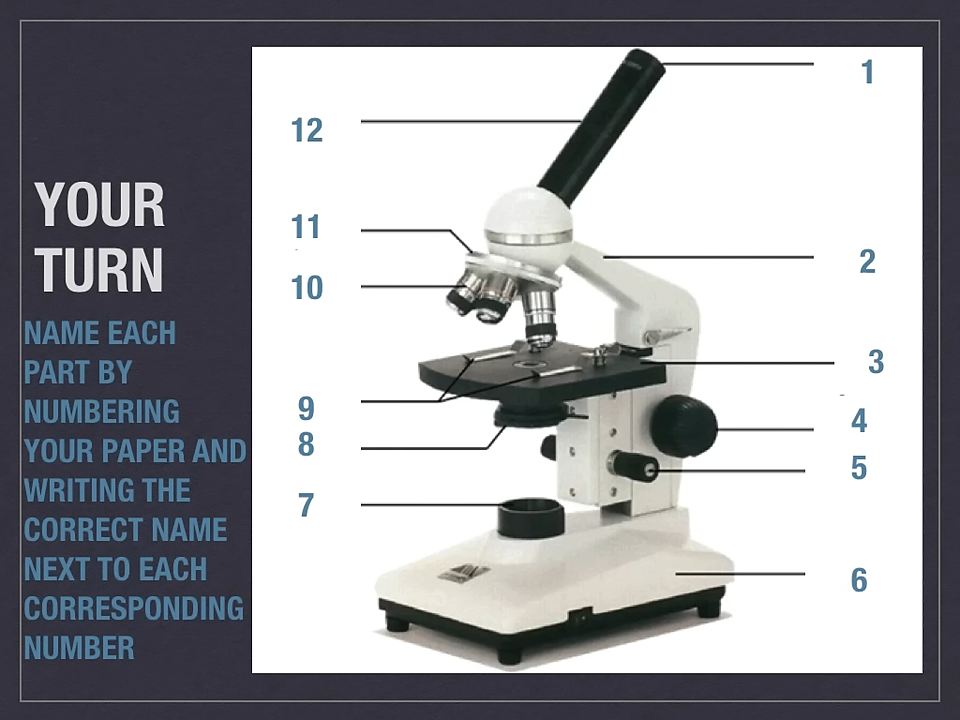 YOUR
TURN
NAME EACH
PART BY
NUMBERING
YOUR PAPER AND
WRITING THE
CORRECT NAME
NEXT TO EACH
CORRESPONDING
NUMBER
1
12
11
2
10
3
9
4
8
5
7
6